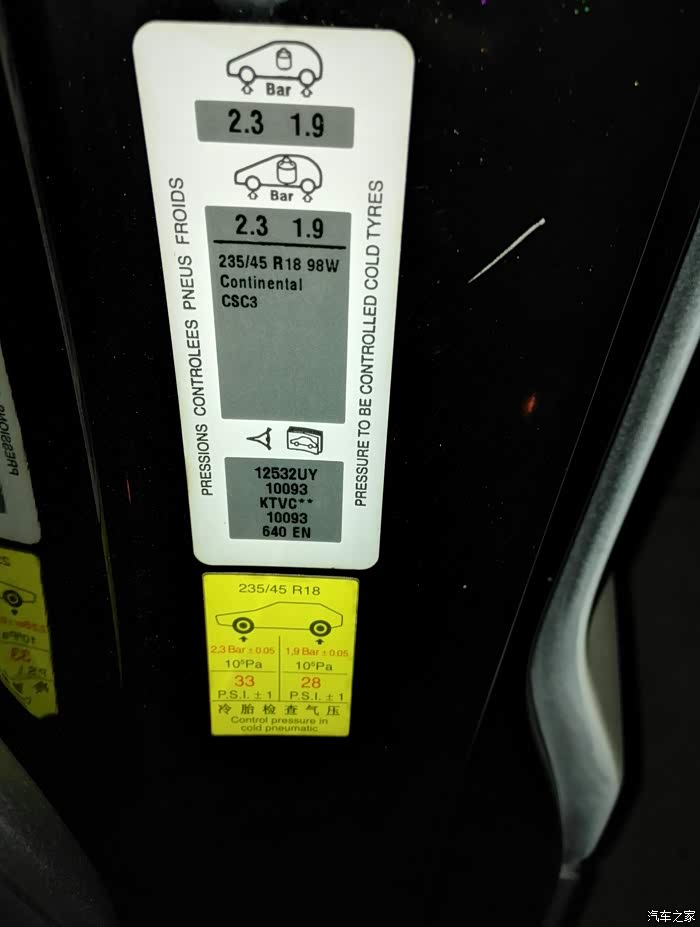 Bar
2.3 1.9
Bar
2.3 1.9
235/45 R18 98W
Continental
CSC3
PRESSIONS CONTROLEES PNEUS FROIDS
PRESSURE TO BE CONTROLLED COLD TYRES
12532UY
10093
KTVC**
10093
640 EN
235/45 R18
2,3 Bar ± 0.05 1,9 Bar ± 0.05
10⁵Pa 10⁵Pa
33 28
P.S.I. ± 1 P.S.I. ± 1
冷胎检查气压
Control pressure in
cold pneumatic
汽车之家